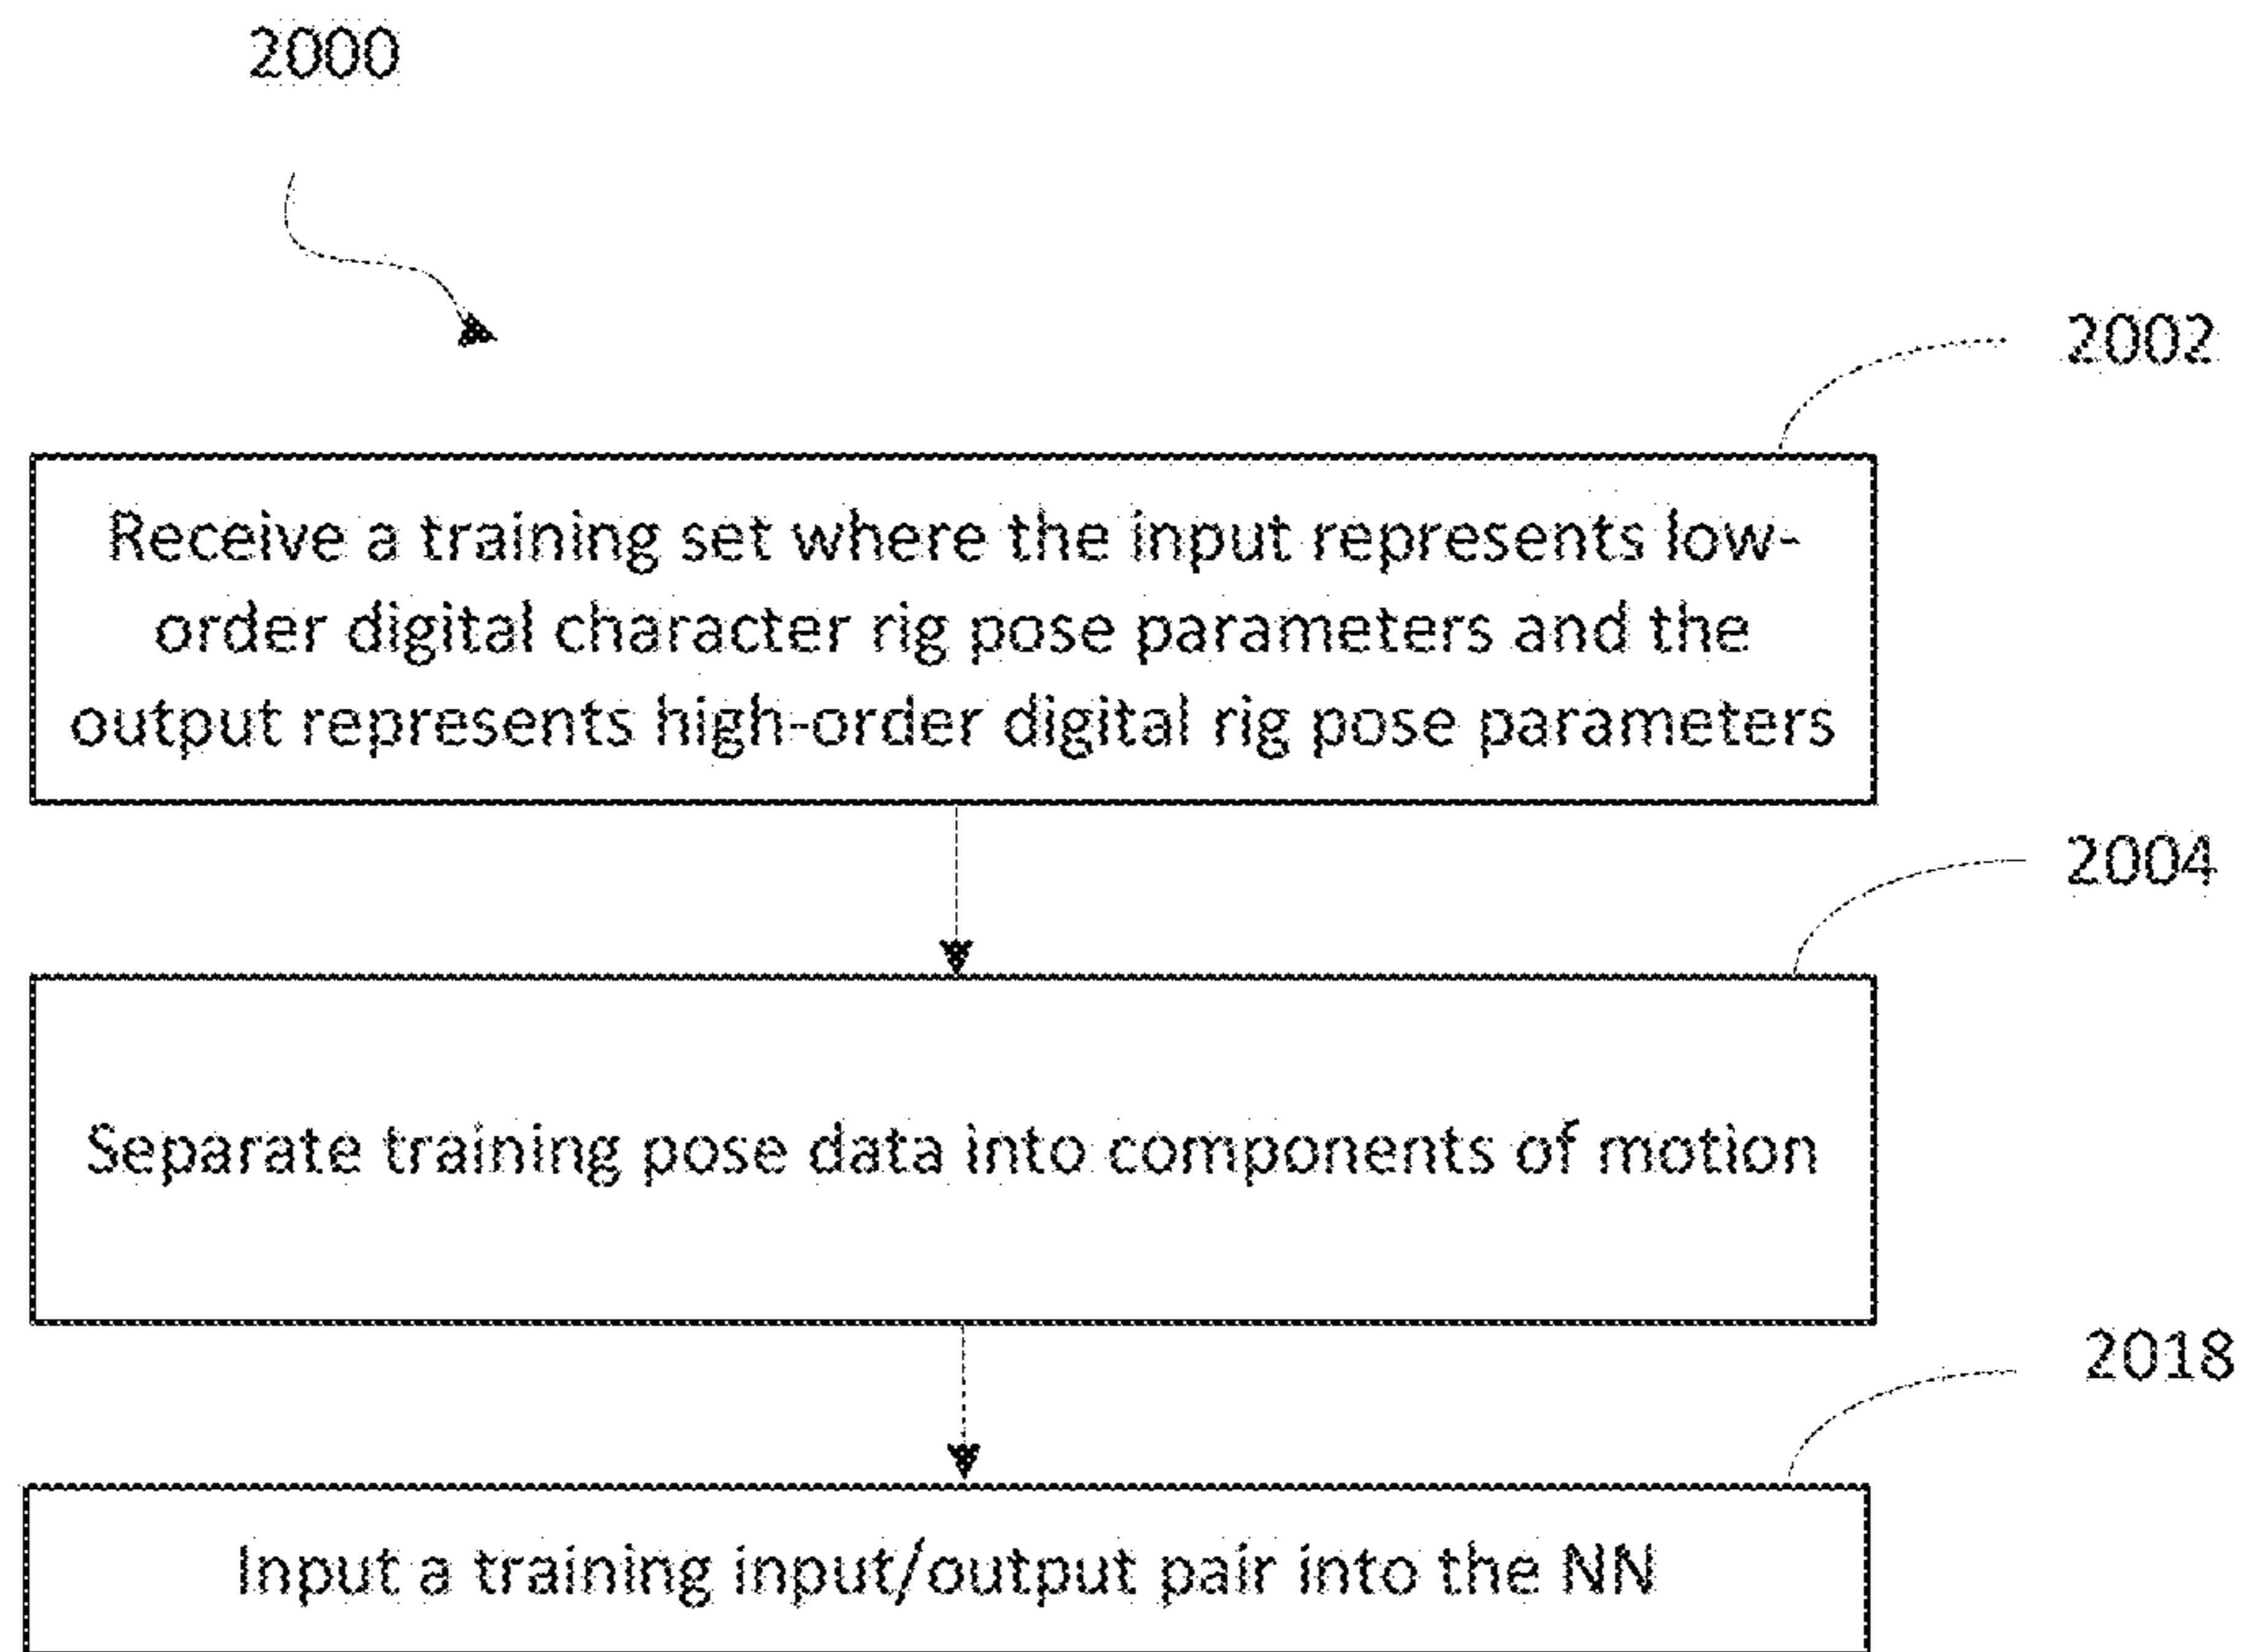 2000
2002
Receive a training set where the input represents low-
order digital character rig pose parameters and the
output represents high-order digital rig pose parameters
2004
Separate training pose data into components of motion
2018
Input a training input/output pair into the NN